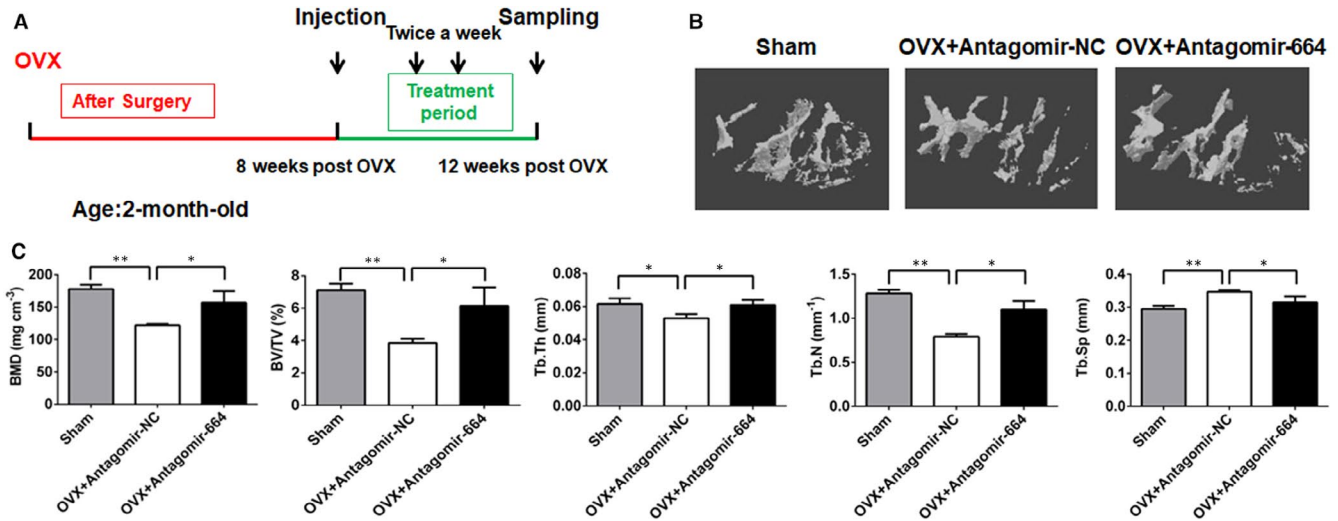 A
Injection
Sampling
Twice a week
OVX
After Surgery
Treatment
period
8 weeks post OVX
12 weeks post OVX
Age:2-month-old
B
Sham
OVX+Antagomir-NC
OVX+Antagomir-664
C
BMD (mg cm⁻³)
200
150
100
50
0
**
*
Sham
OVX+Antagomir-NC
OVX+Antagomir-664
BV/TV (%)
8
6
4
2
0
**
*
Sham
OVX+Antagomir-NC
OVX+Antagomir-664
Tb.Th (mm)
0.08
0.06
0.04
0.02
0.00
*
*
Sham
OVX+Antagomir-NC
OVX+Antagomir-664
Tb.N (mm⁻¹)
1.5
1.0
0.5
0.0
**
*
Sham
OVX+Antagomir-NC
OVX+Antagomir-664
Tb.Sp (mm)
0.4
0.3
0.2
0.1
0.0
**
*
Sham
OVX+Antagomir-NC
OVX+Antagomir-664